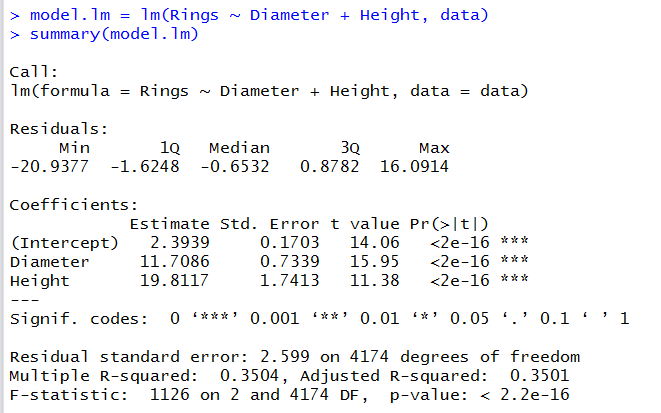 > model.lm = lm(Rings ~ Diameter + Height, data)
> summary(model.lm)
Call:
lm(formula = Rings ~ Diameter + Height, data = data)
Residuals:
     Min       1Q   Median       3Q      Max
-20.9377  -1.6248  -0.6532   0.8782  16.0914
Coefficients:
            Estimate Std. Error t value Pr(>|t|)
(Intercept)   2.3939     0.1703   14.06   <2e-16 ***
Diameter     11.7086     0.7339   15.95   <2e-16 ***
Height       19.8117     1.7413   11.38   <2e-16 ***
---
Signif. codes:  0 ‘***’ 0.001 ‘**’ 0.01 ‘*’ 0.05 ‘.’ 0.1 ‘ ’ 1
Residual standard error: 2.599 on 4174 degrees of freedom
Multiple R-squared:  0.3504, Adjusted R-squared:  0.3501
F-statistic:  1126 on 2 and 4174 DF,  p-value: < 2.2e-16